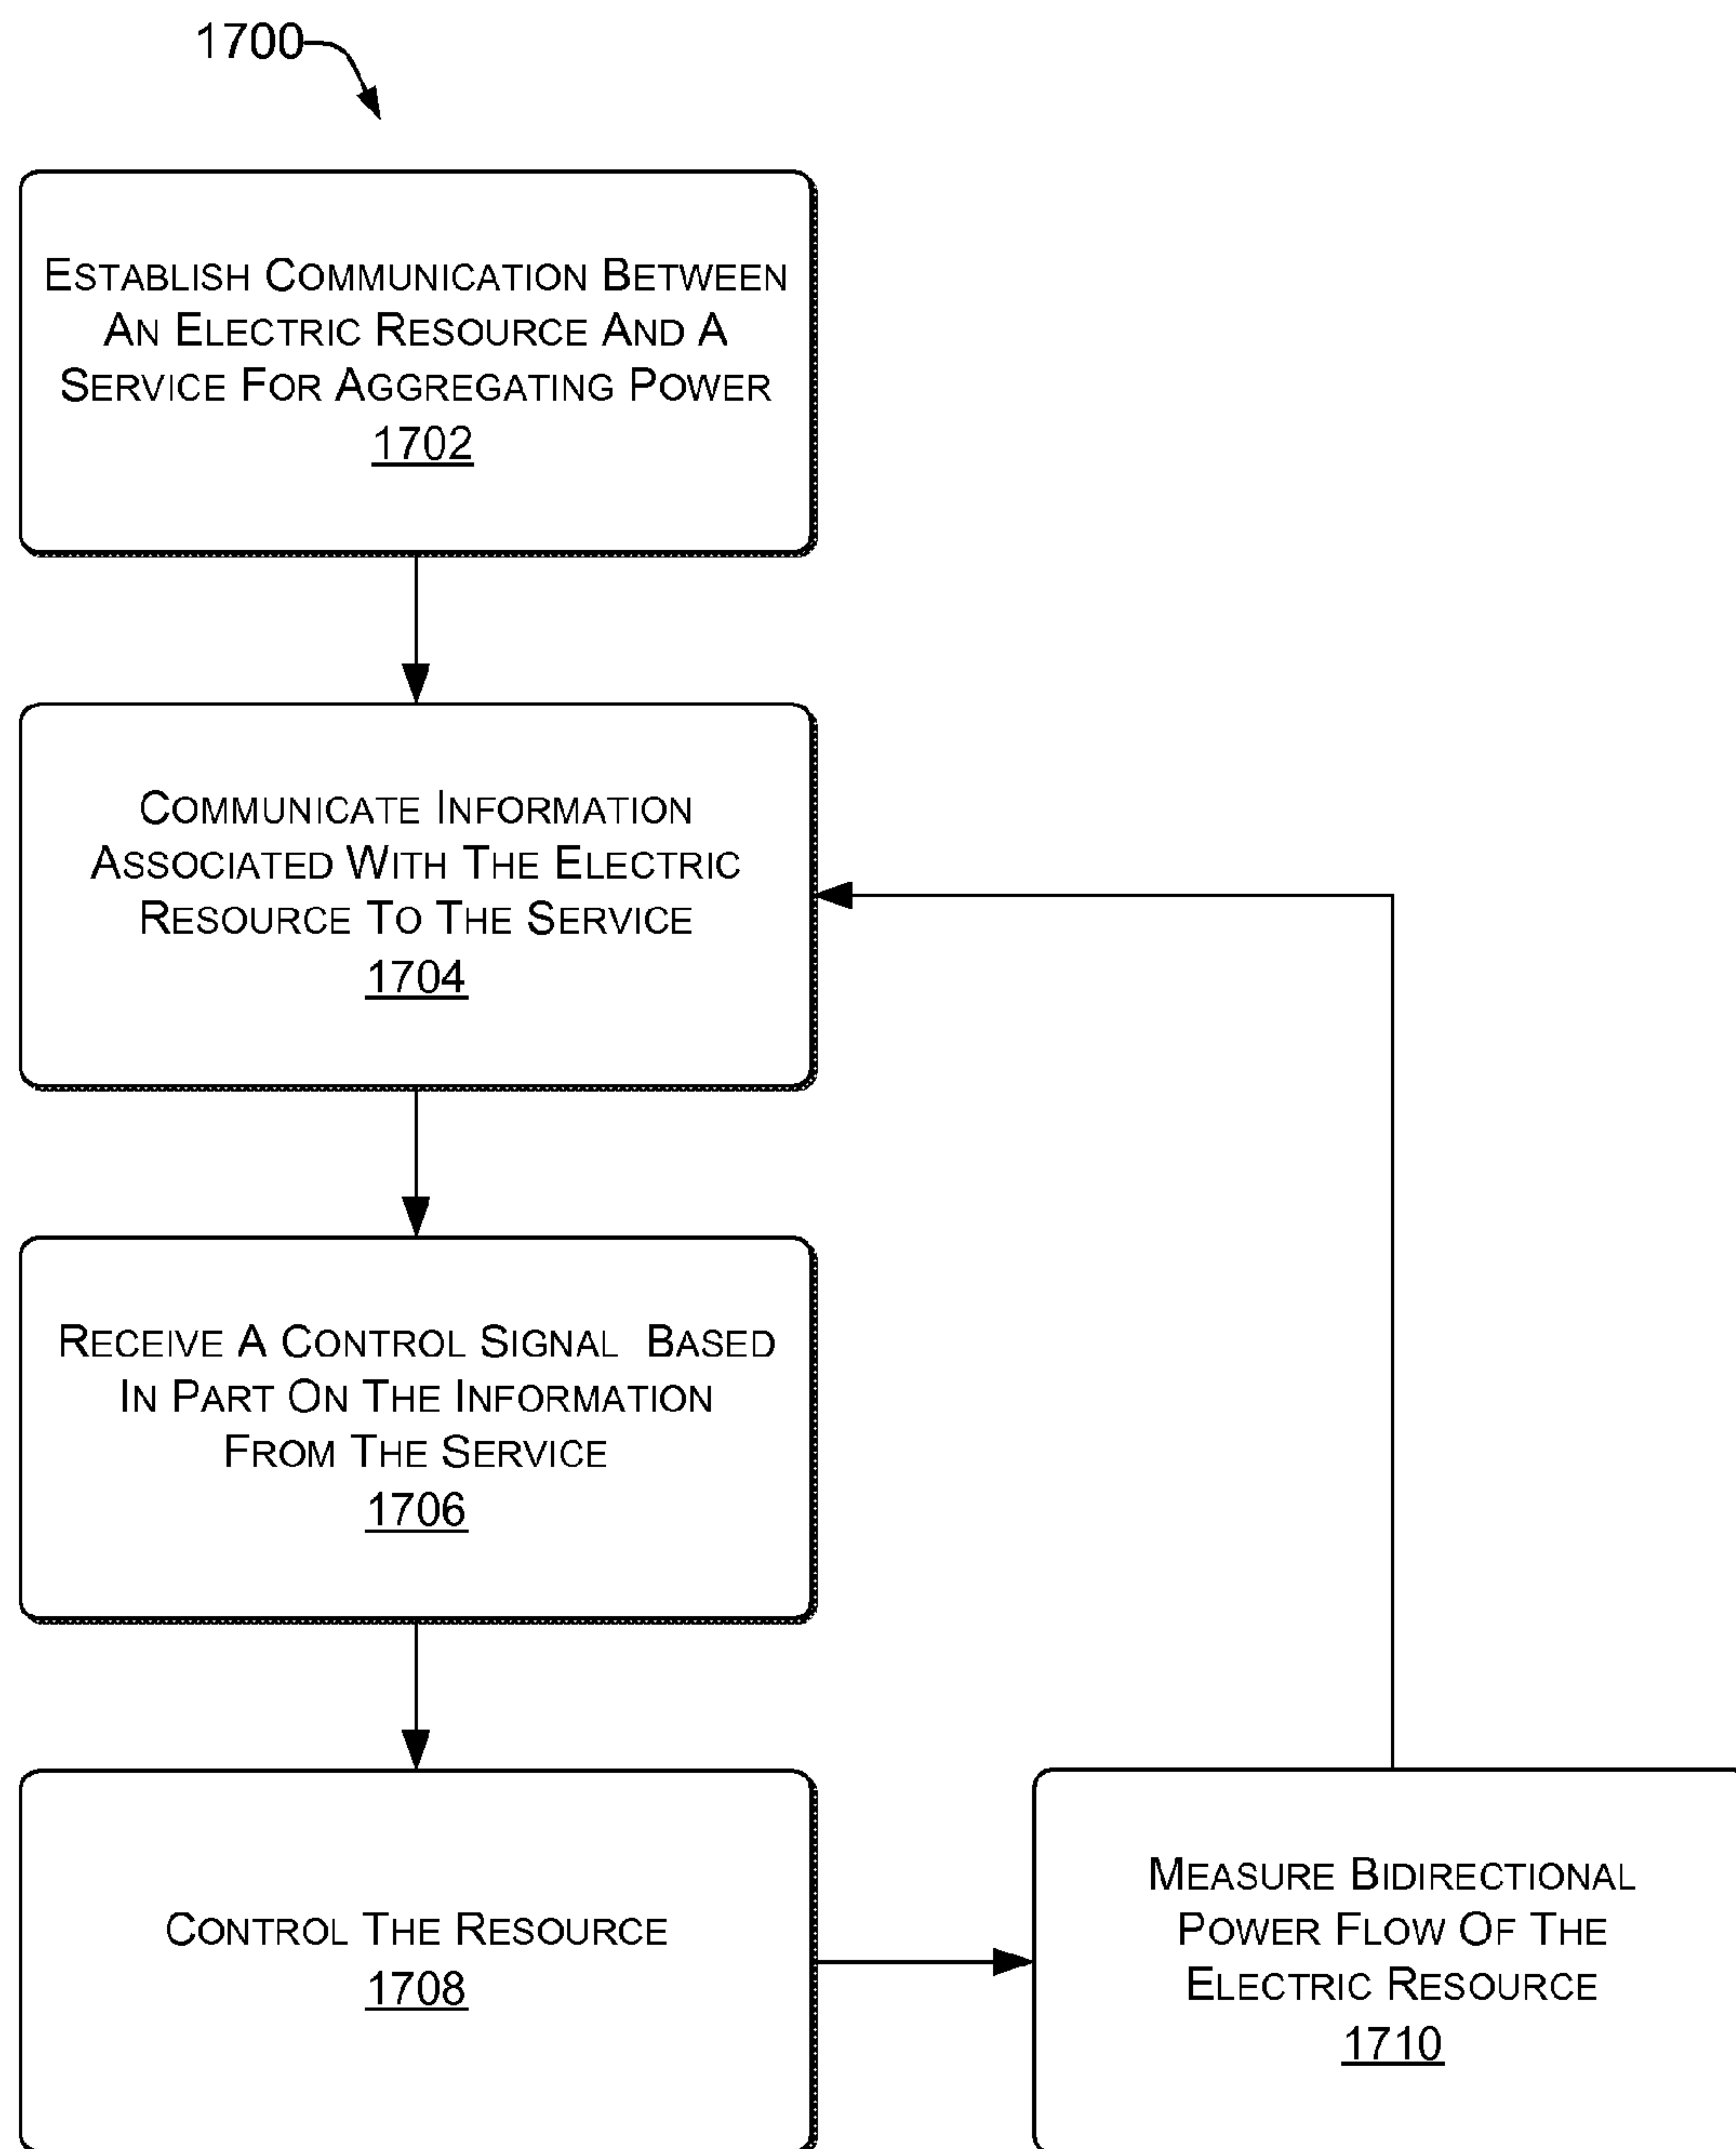 1700
ESTABLISH COMMUNICATION BETWEEN
AN ELECTRIC RESOURCE AND A
SERVICE FOR AGGREGATING POWER
1702
COMMUNICATE INFORMATION
ASSOCIATED WITH THE ELECTRIC
RESOURCE TO THE SERVICE
1704
RECEIVE A CONTROL SIGNAL BASED
IN PART ON THE INFORMATION
FROM THE SERVICE
1706
CONTROL THE RESOURCE
1708
MEASURE BIDIRECTIONAL
POWER FLOW OF THE
ELECTRIC RESOURCE
1710